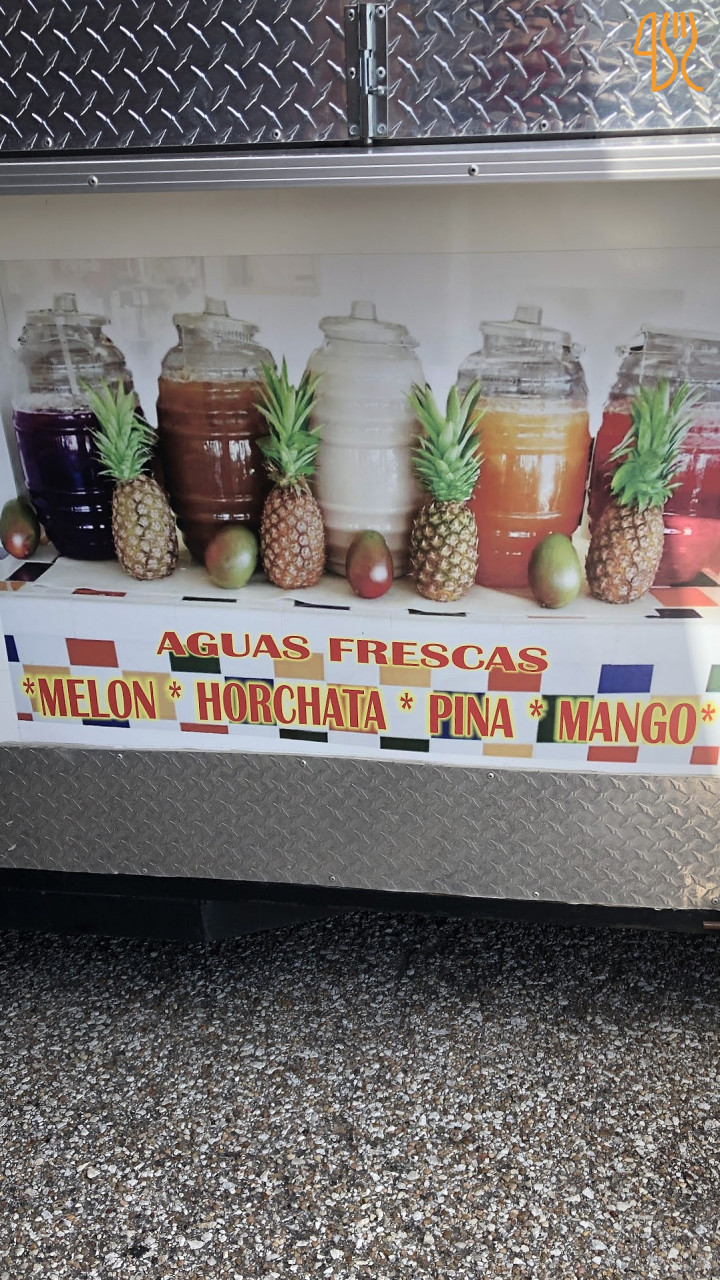 AGUAS FRESCAS
*MELON * HORCHATA * PINA * MANGO*